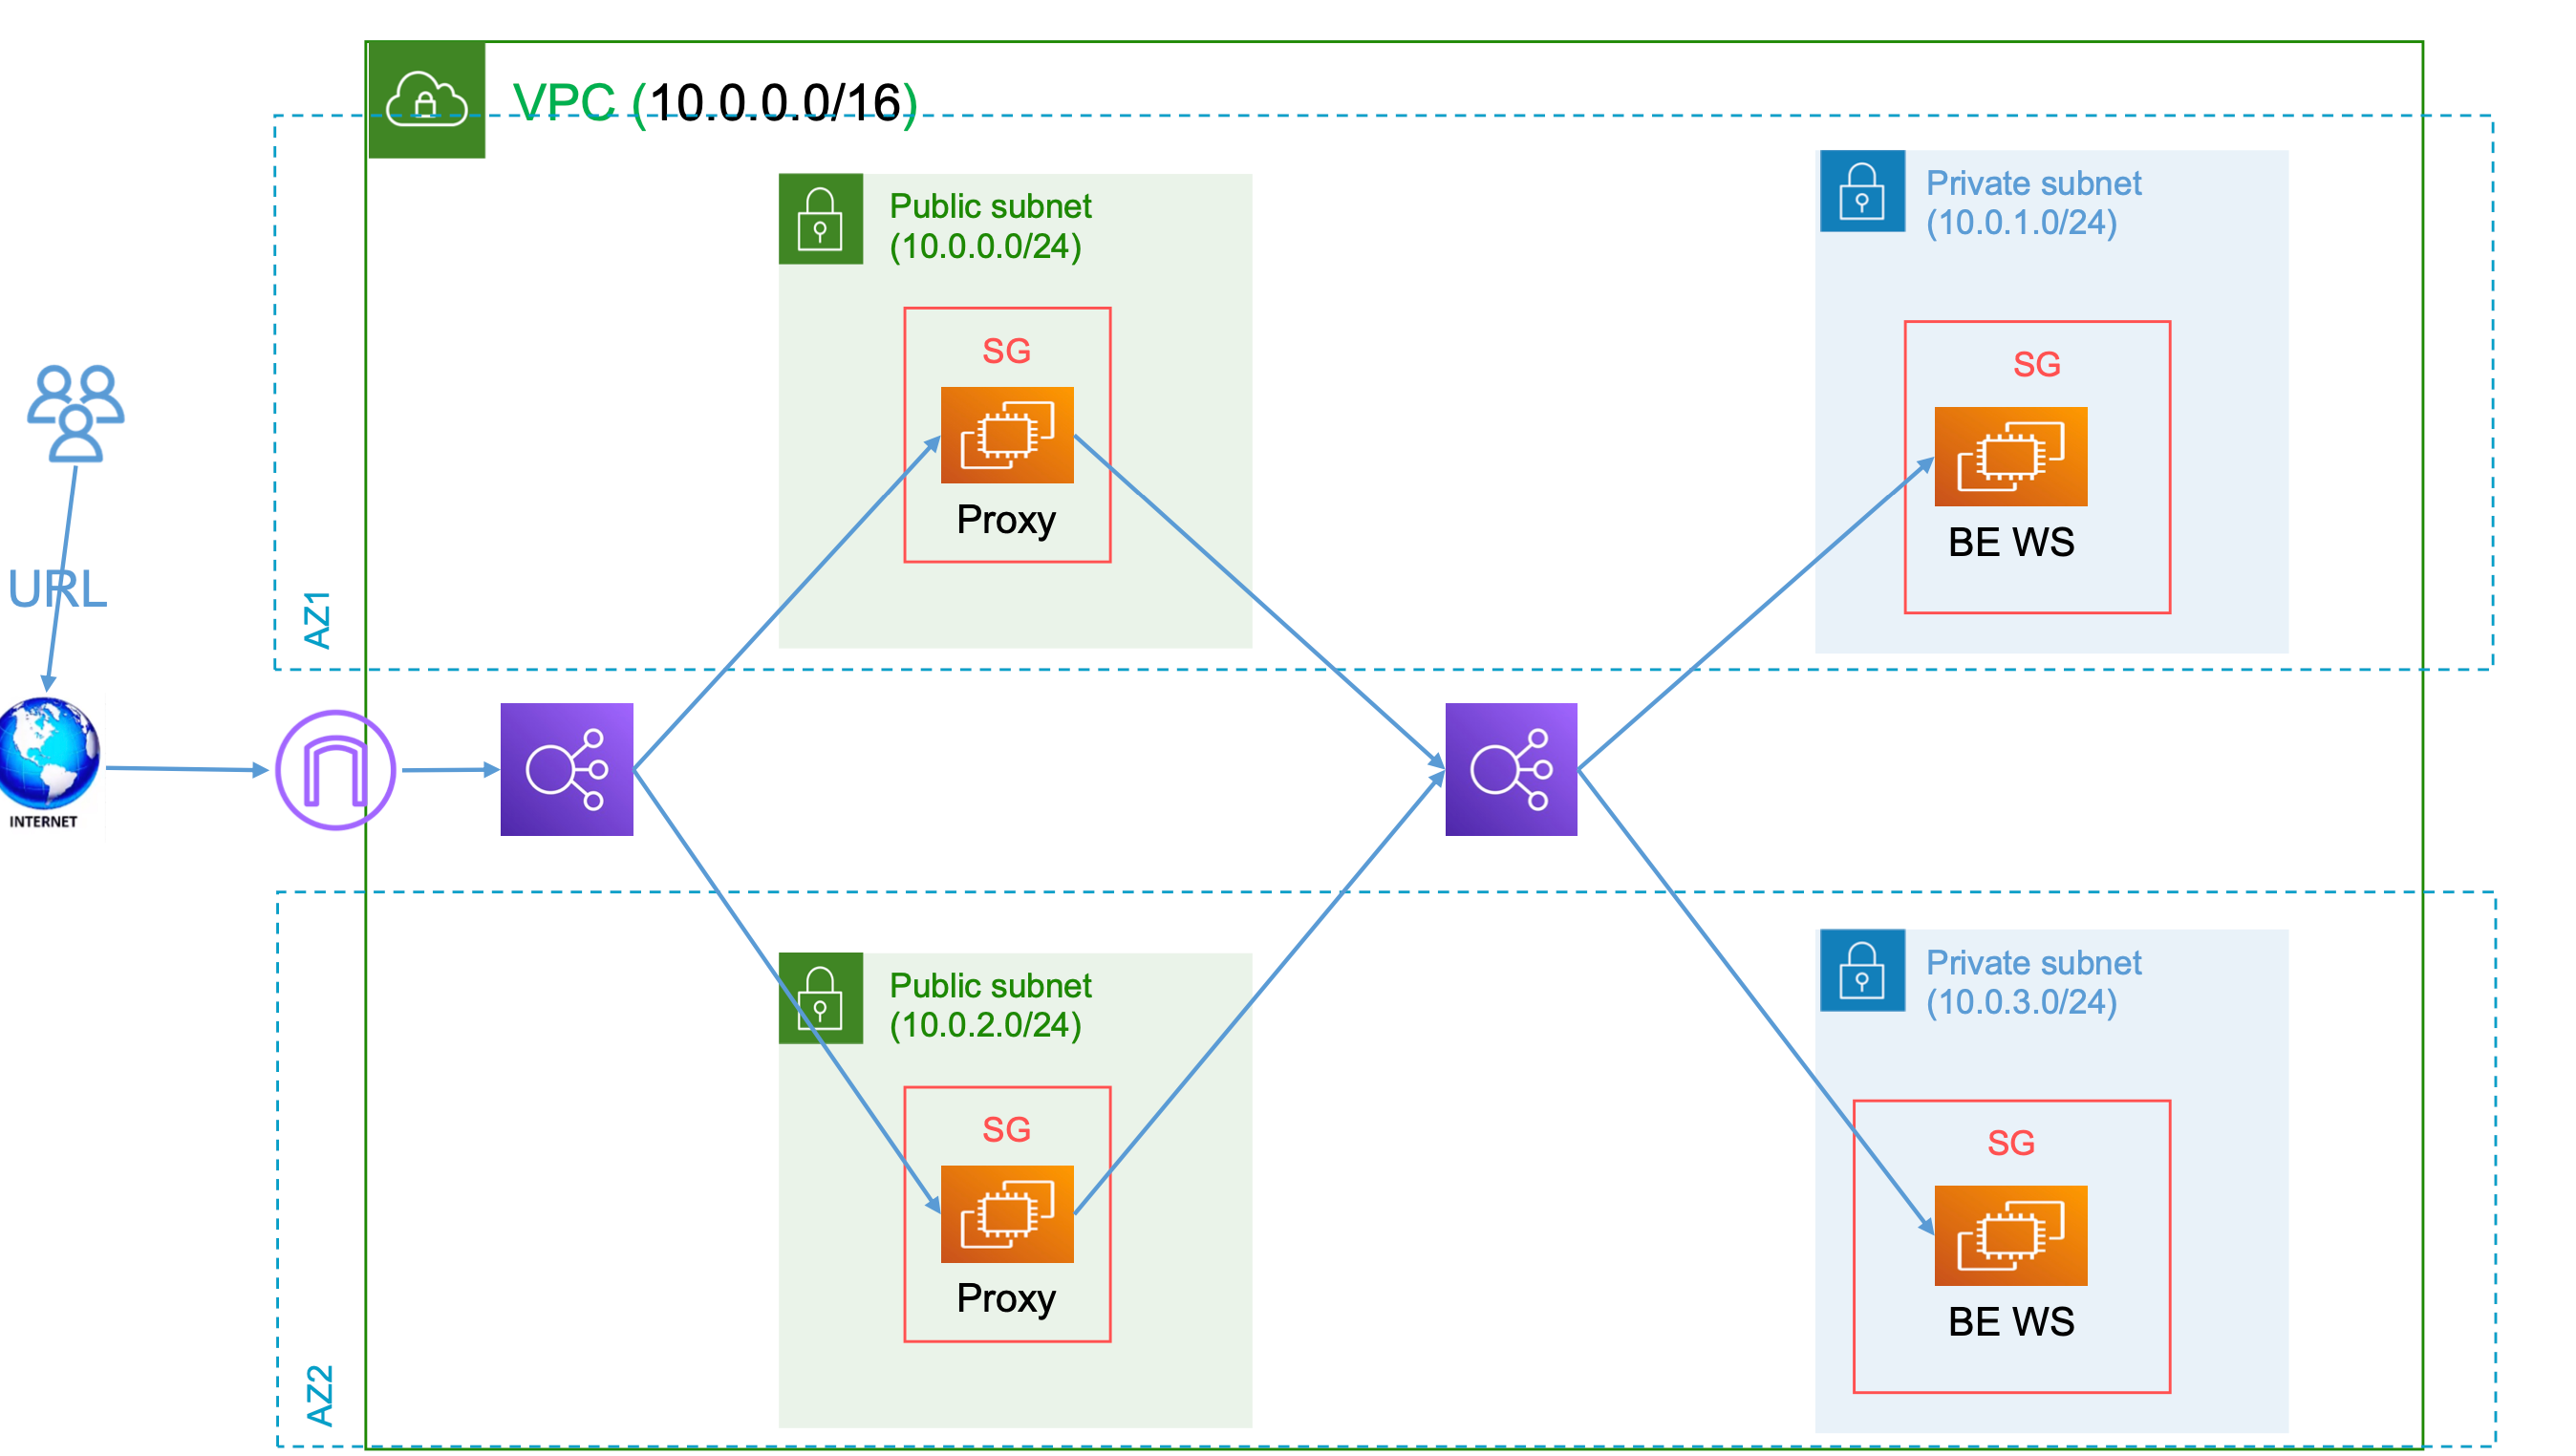 VPC (10.0.0.0/16)
Public subnet
(10.0.0.0/24)
SG
Proxy
Private subnet
(10.0.1.0/24)
SG
BE WS
AZ1
URL
INTERNET
Public subnet
(10.0.2.0/24)
SG
Proxy
Private subnet
(10.0.3.0/24)
SG
BE WS
AZ2